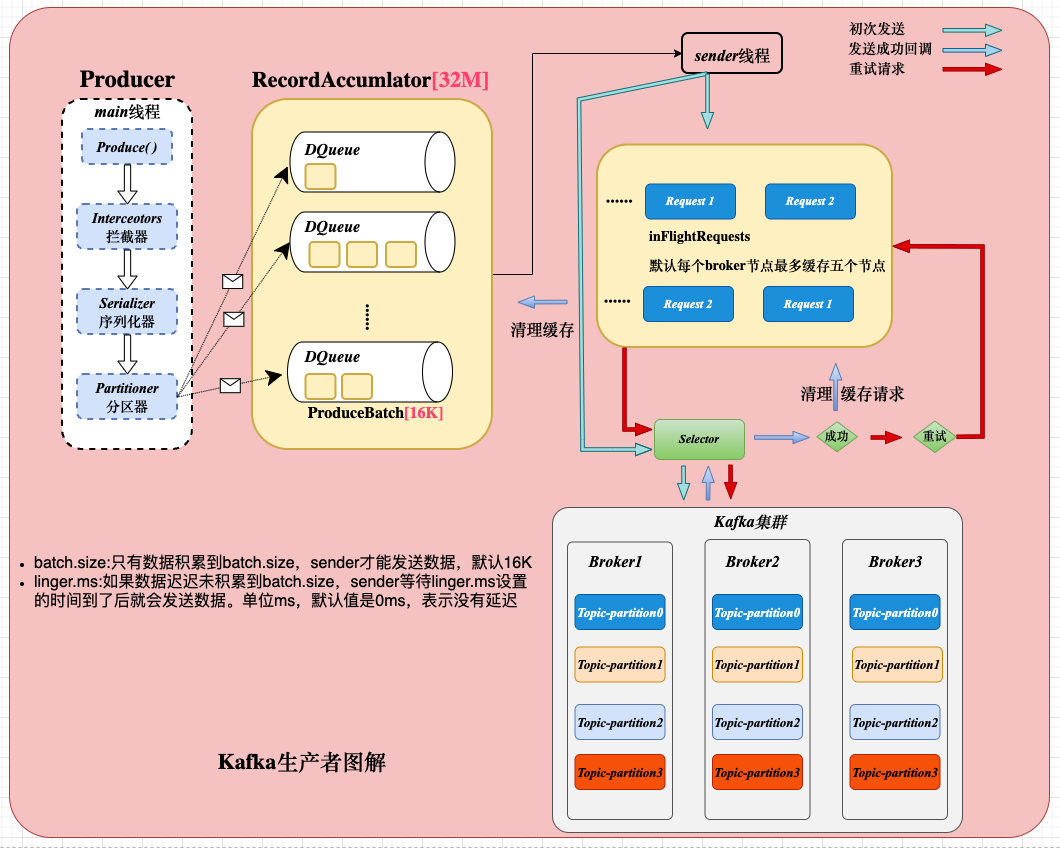 初次发送
发送成功回调
重试请求
sender线程
Producer
main线程
Produce( )
Interceotors
拦截器
Serializer
序列化器
Partitioner
分区器
RecordAccumlator[32M]
DQueue
DQueue
DQueue
ProduceBatch[16K]
清理缓存
······ Request 1 Request 2
inFlightRequests
默认每个broker节点最多缓存五个节点
······ Request 2 Request 1
清理 缓存请求
Selector
成功
重试
Kafka集群
Broker1 Broker2 Broker3
Topic-partition0 Topic-partition0 Topic-partition0
Topic-partition1 Topic-partition1 Topic-partition1
Topic-partition2 Topic-partition2 Topic-partition2
Topic-partition3 Topic-partition3 Topic-partition3
• batch.size:只有数据积累到batch.size，sender才能发送数据，默认16K
• linger.ms:如果数据迟迟未积累到batch.size，sender等待linger.ms设置
的时间到了后就会发送数据。单位ms，默认值是0ms，表示没有延迟
Kafka生产者图解